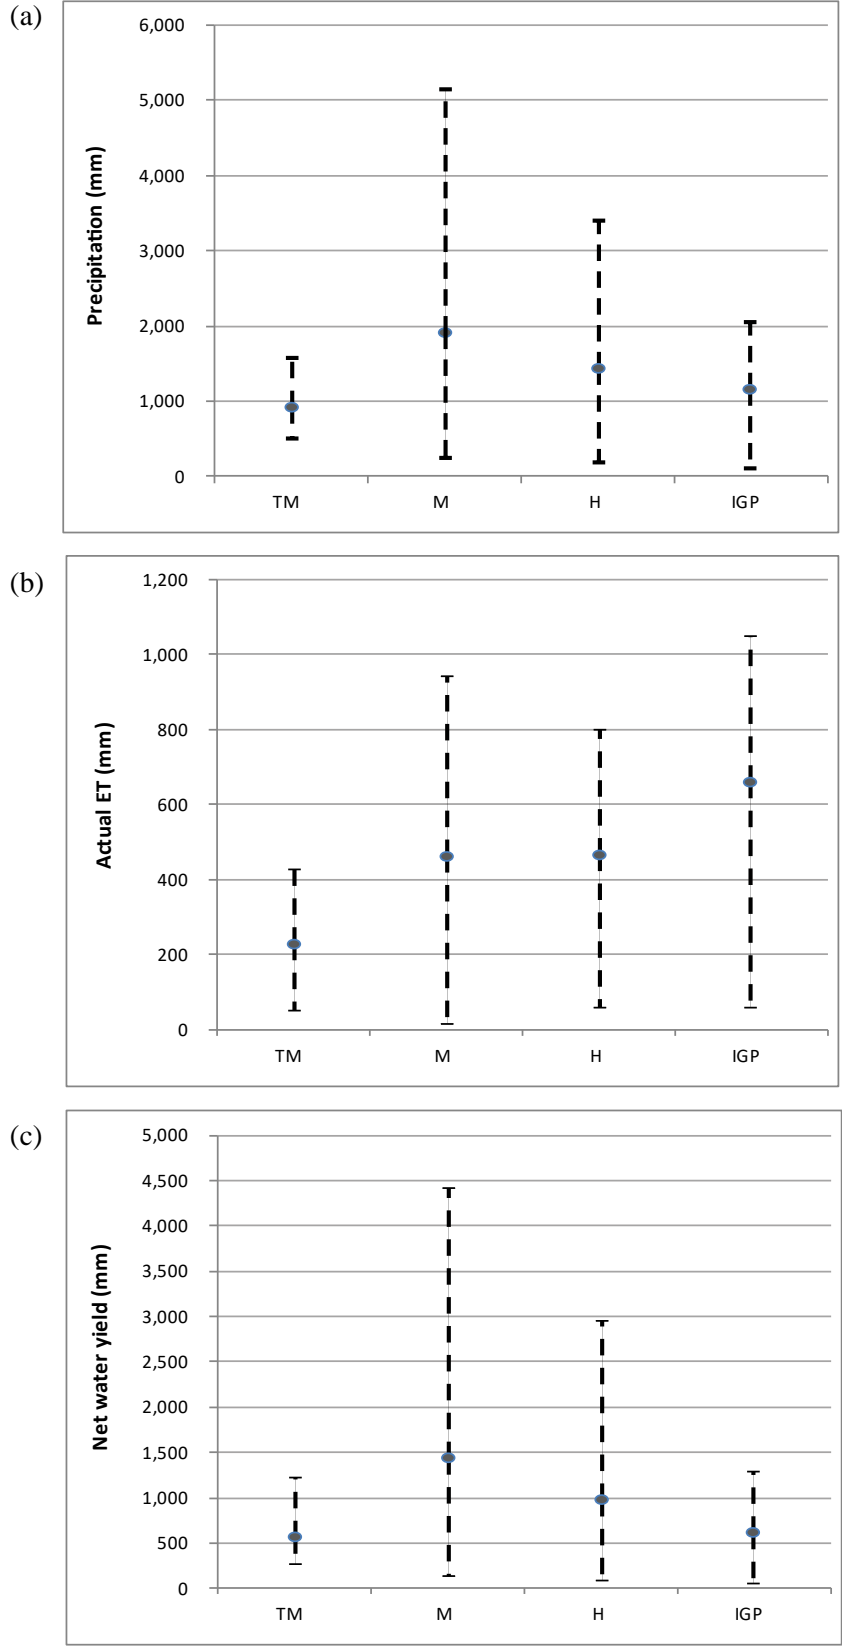 (a)
Precipitation (mm)
6,000
5,000
4,000
3,000
2,000
1,000
0
TM M H IGP
(b)
Actual ET (mm)
1,200
1,000
800
600
400
200
0
TM M H IGP
(c)
Net water yield (mm)
5,000
4,500
4,000
3,500
3,000
2,500
2,000
1,500
1,000
500
0
TM M H IGP